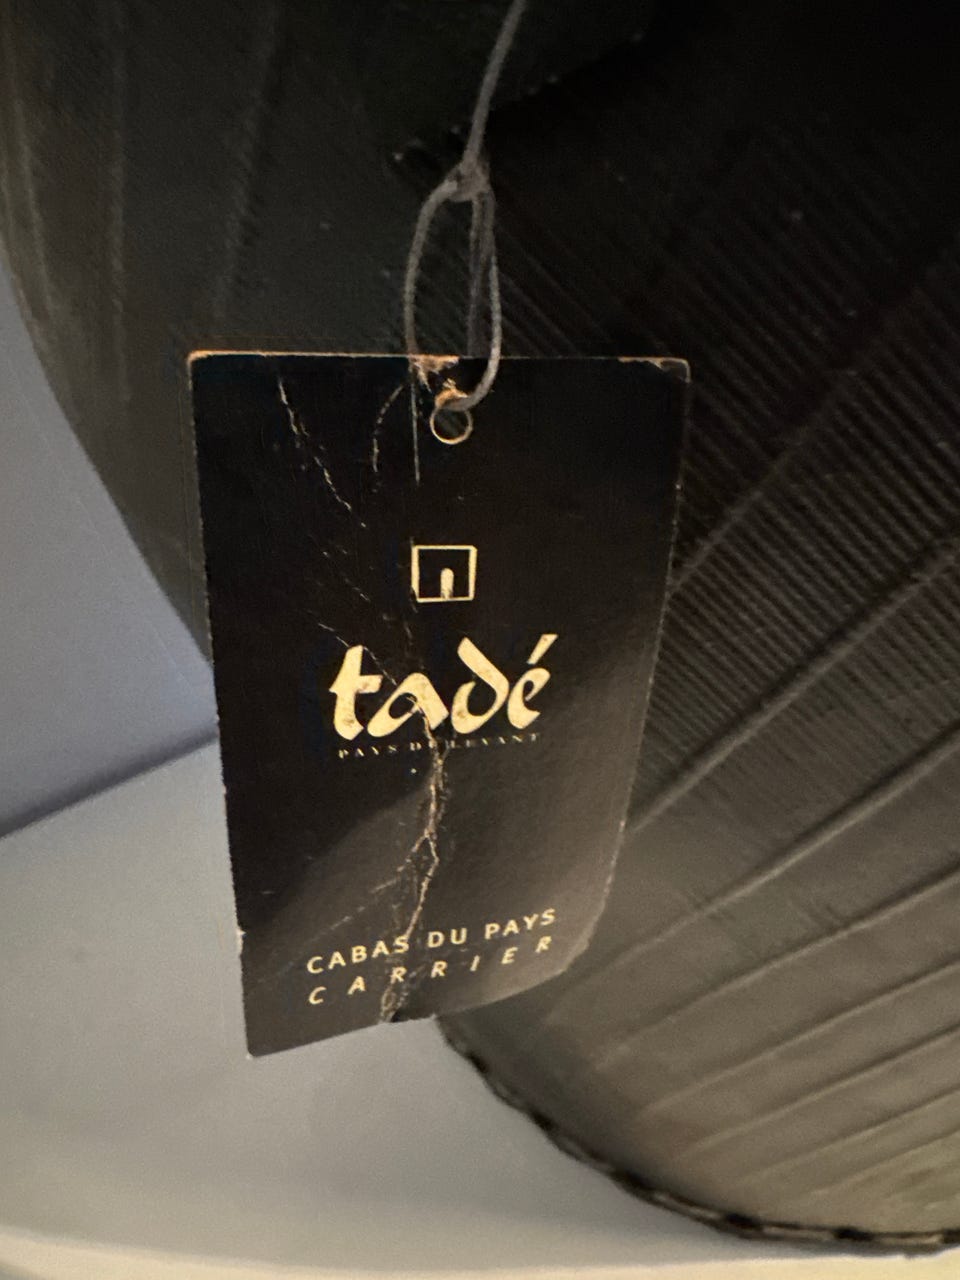 tadé
PAYS DU LEVANT
CABAS DU PAYS
CARRIER